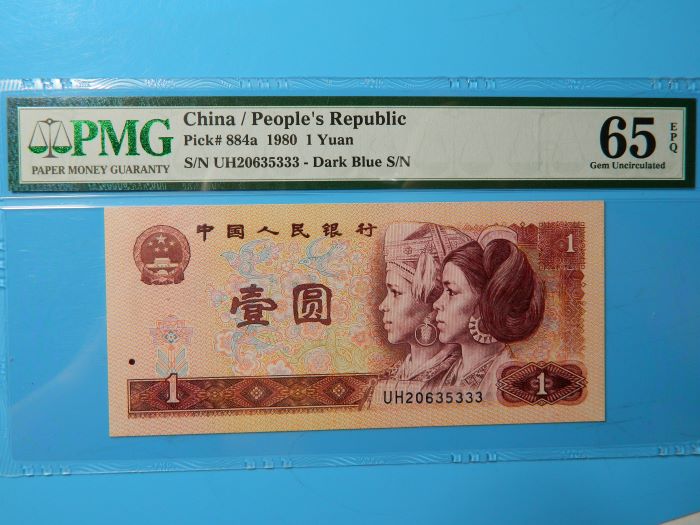 PMG
PAPER MONEY GUARANTY
China / People's Republic
Pick# 884a 1980 1 Yuan
S/N UH20635333 - Dark Blue S/N
65
EPQ
Gem Uncirculated
中国人民银行
1
壹圆
1
1
UH20635333